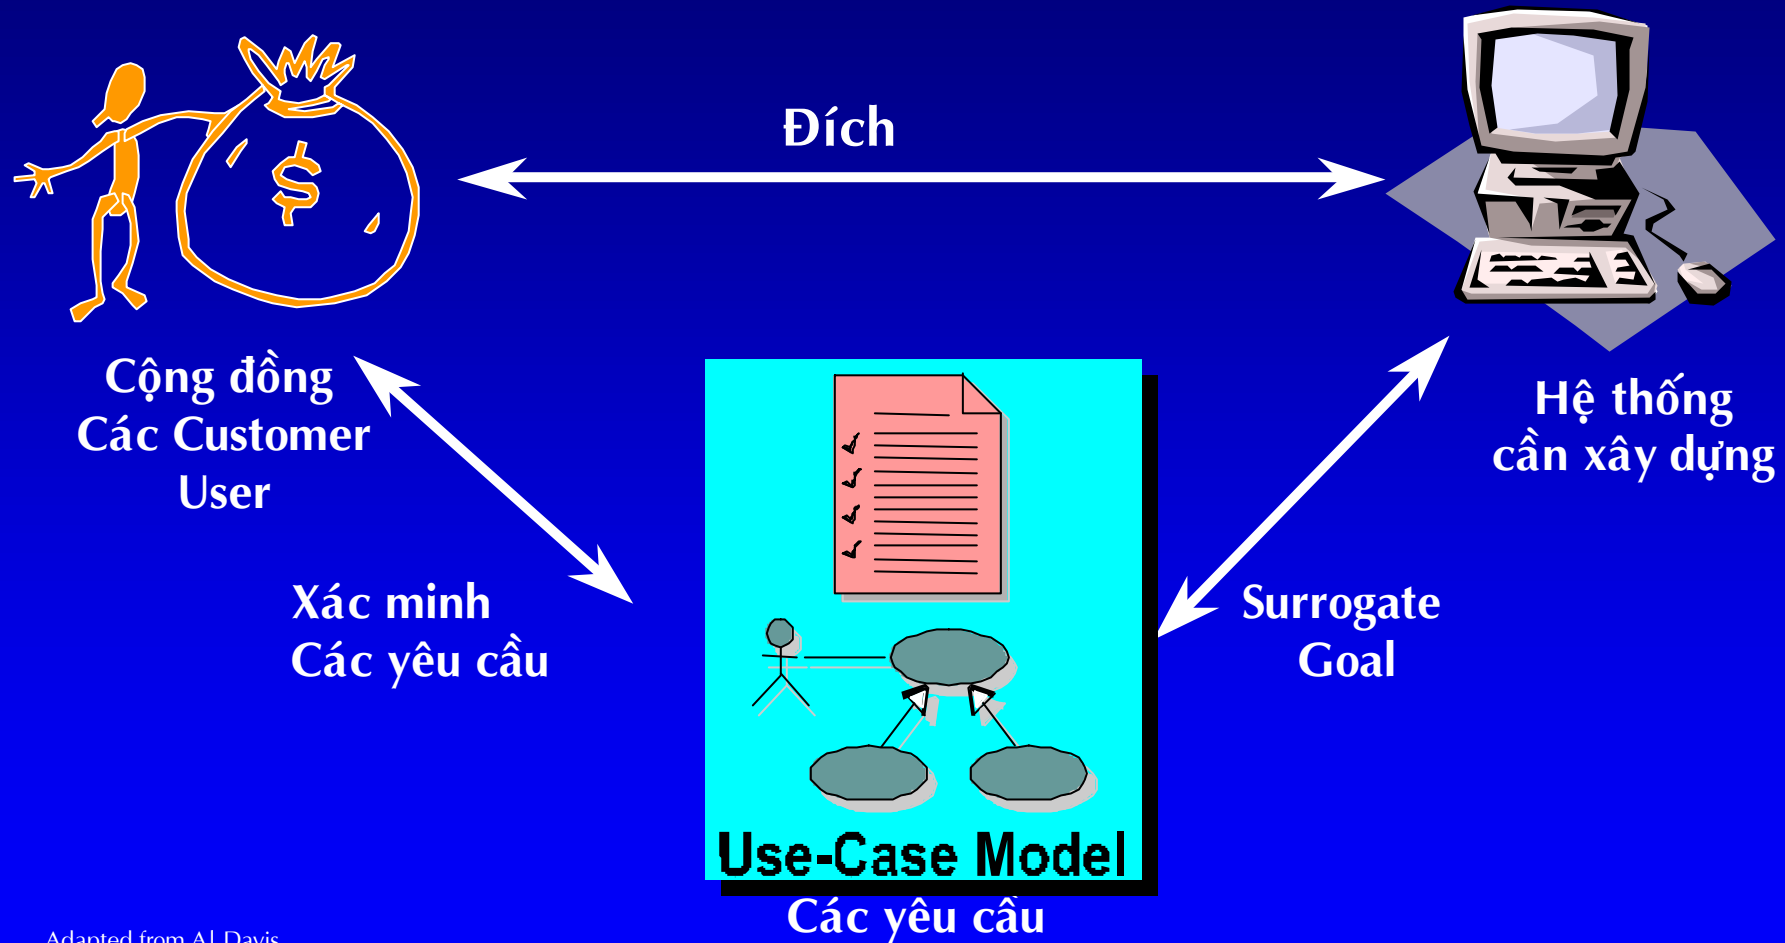 Đích
Cộng đồng
Các Customer
User
Hệ thống
cần xây dựng
Xác minh
Các yêu cầu
Surrogate
Goal
$
Use-Case Model
Các yêu cầu
Adapted from Al Davis